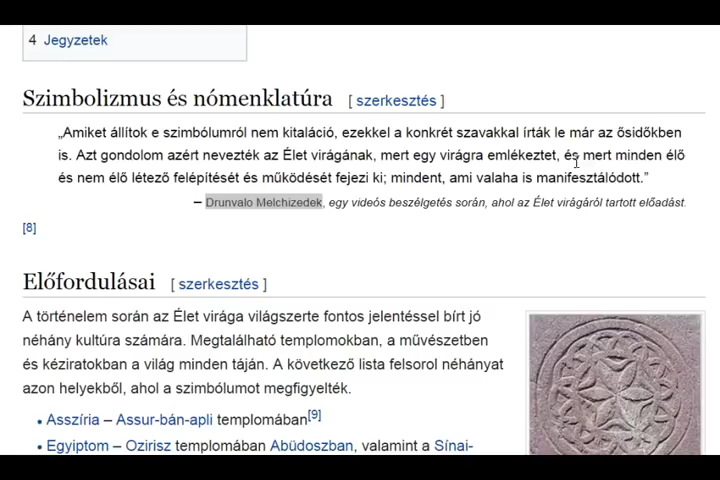 4 Jegyzetek
Szimbolizmus és nómenklatúra [ szerkesztés ]
„Amiket állítok e szimbólumról nem kitaláció, ezekkel a konkrét szavakkal írták le már az ősidőkben
is. Azt gondolom azért nevezték az Élet virágának, mert egy virágra emlékeztet, és mert minden élő
és nem élő létező felépítését és működését fejezi ki; mindent, ami valaha is manifesztálódott.”
– Drunvalo Melchizedek, egy videós beszélgetés során, ahol az Élet virágáról tartott előadást.
[8]
Előfordulásai [ szerkesztés ]
A történelem során az Élet virága világszerte fontos jelentéssel bírt jó
néhány kultúra számára. Megtalálható templomokban, a művészetben
és kéziratokban a világ minden táján. A következő lista felsorol néhányat
azon helyekből, ahol a szimbólumot megfigyelték.
• Asszíria – Assur-bán-apli templomában[9]
• Egyiptom – Ozirisz templomában Abüdoszban, valamint a Sínai-